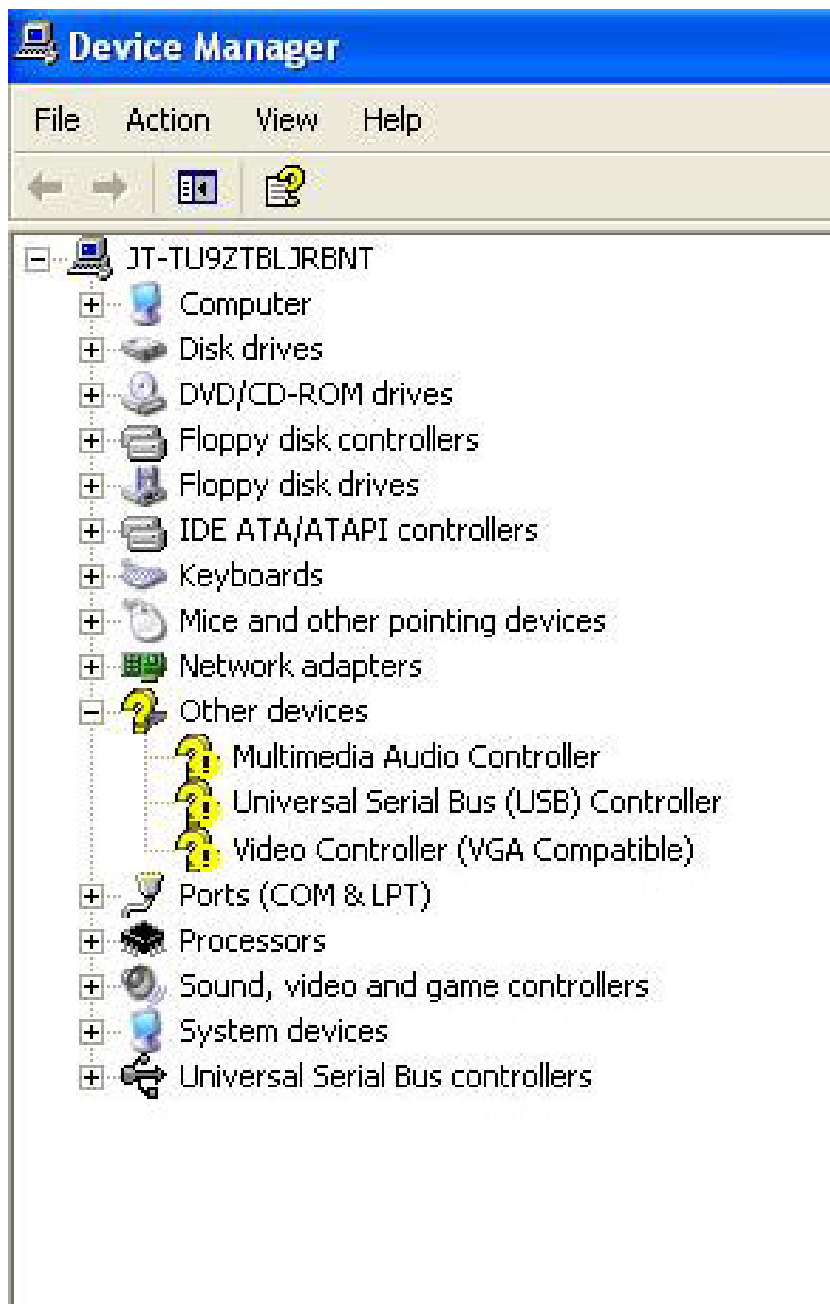 Device Manager
File Action View Help
JT-TU9ZTBLJRBNT
Computer
Disk drives
DVD/CD-ROM drives
Floppy disk controllers
Floppy disk drives
IDE ATA/ATAPI controllers
Keyboards
Mice and other pointing devices
Network adapters
Other devices
Multimedia Audio Controller
Universal Serial Bus (USB) Controller
Video Controller (VGA Compatible)
Ports (COM & LPT)
Processors
Sound, video and game controllers
System devices
Universal Serial Bus controllers